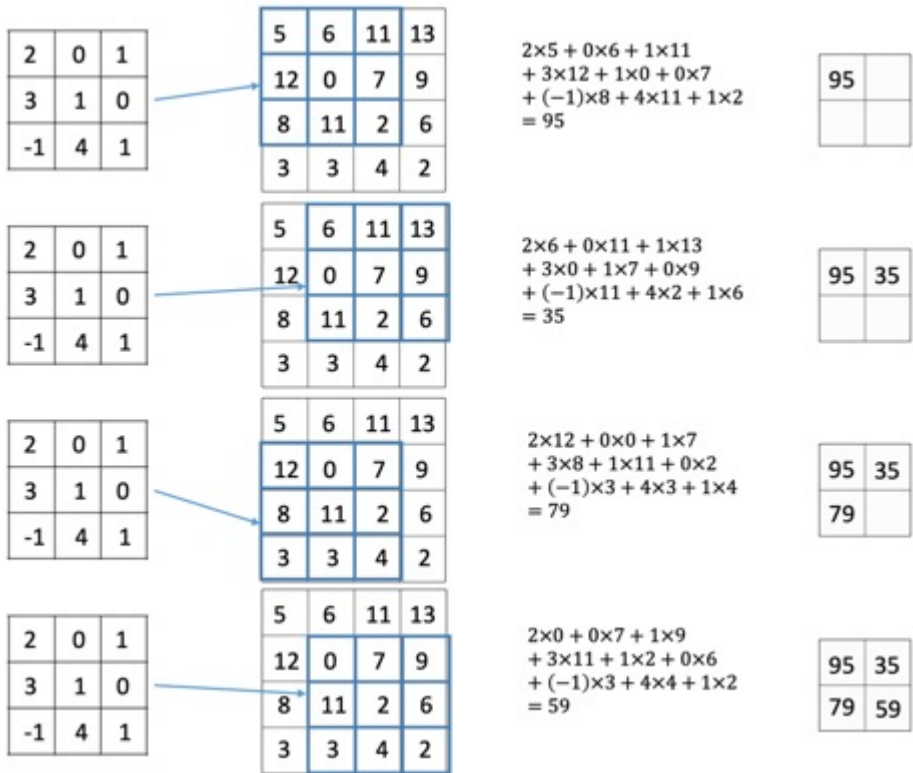 2 0 1
3 1 0
-1 4 1
5 6 11 13
12 0 7 9
8 11 2 6
3 3 4 2
2×5 + 0×6 + 1×11
+ 3×12 + 1×0 + 0×7
+ (−1)×8 + 4×11 + 1×2
= 95
95
2 0 1
3 1 0
-1 4 1
5 6 11 13
12 0 7 9
8 11 2 6
3 3 4 2
2×6 + 0×11 + 1×13
+ 3×0 + 1×7 + 0×9
+ (−1)×11 + 4×2 + 1×6
= 35
95 35
2 0 1
3 1 0
-1 4 1
5 6 11 13
12 0 7 9
8 11 2 6
3 3 4 2
2×12 + 0×0 + 1×7
+ 3×8 + 1×11 + 0×2
+ (−1)×3 + 4×3 + 1×4
= 79
95 35
79
2 0 1
3 1 0
-1 4 1
5 6 11 13
12 0 7 9
8 11 2 6
3 3 4 2
2×0 + 0×7 + 1×9
+ 3×11 + 1×2 + 0×6
+ (−1)×3 + 4×4 + 1×2
= 59
95 35
79 59